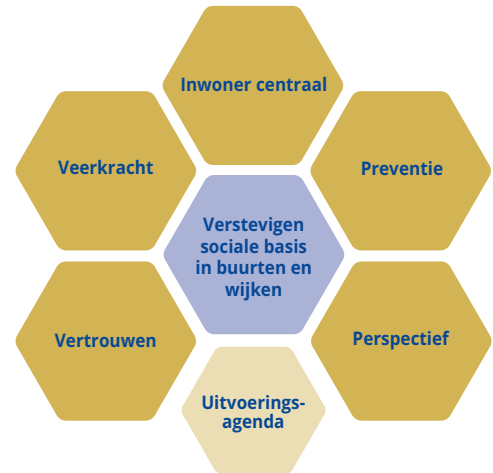 Inwoner centraal
Veerkracht
Preventie
Verstevigen
sociale basis
in buurten en
wijken
Vertrouwen
Perspectief
Uitvoerings-
agenda